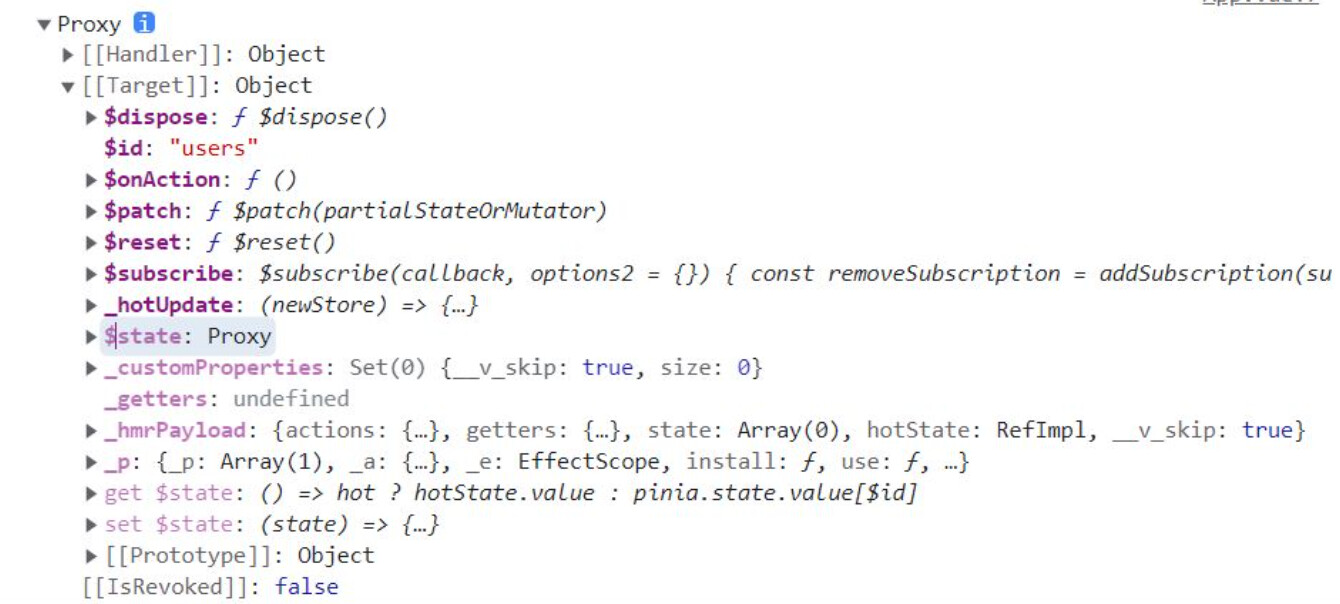 Proxy i
[[Handler]]: Object
[[Target]]: Object
$dispose: ƒ $dispose()
$id: "users"
$onAction: ƒ ()
$patch: ƒ $patch(partialStateOrMutator)
$reset: ƒ $reset()
$subscribe: $subscribe(callback, options2 = {}) { const removeSubscription = addSubscription(su
_hotUpdate: (newStore) => {…}
$state: Proxy
_customProperties: Set(0) {__v_skip: true, size: 0}
_getters: undefined
_hmrPayload: {actions: {…}, getters: {…}, state: Array(0), hotState: RefImpl, __v_skip: true}
_p: {_p: Array(1), _a: {…}, _e: EffectScope, install: ƒ, use: ƒ, …}
get $state: () => hot ? hotState.value : pinia.state.value[$id]
set $state: (state) => {…}
[[Prototype]]: Object
[[IsRevoked]]: false